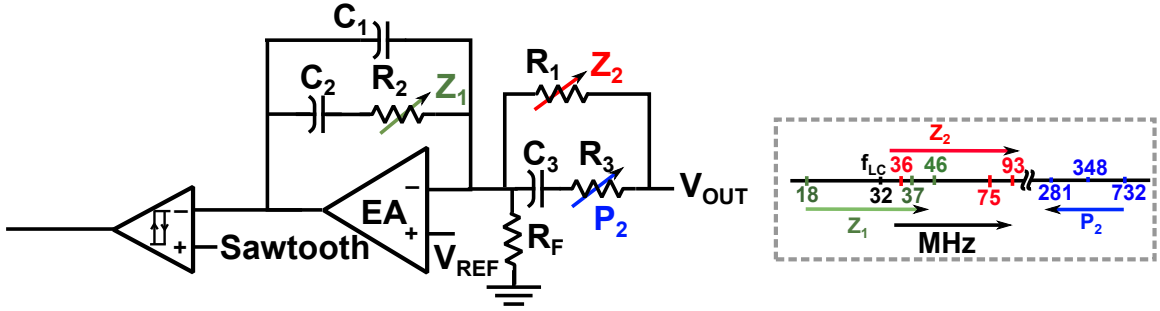 C1
R1
Z2
C2
R2
Z1
C3
R3
P2
VOUT
−
EA
+
VREF
RF
−
+
Sawtooth
Z2
fLC
36
46
93
348
18
32
37
75
281
732
Z1
MHz
P2